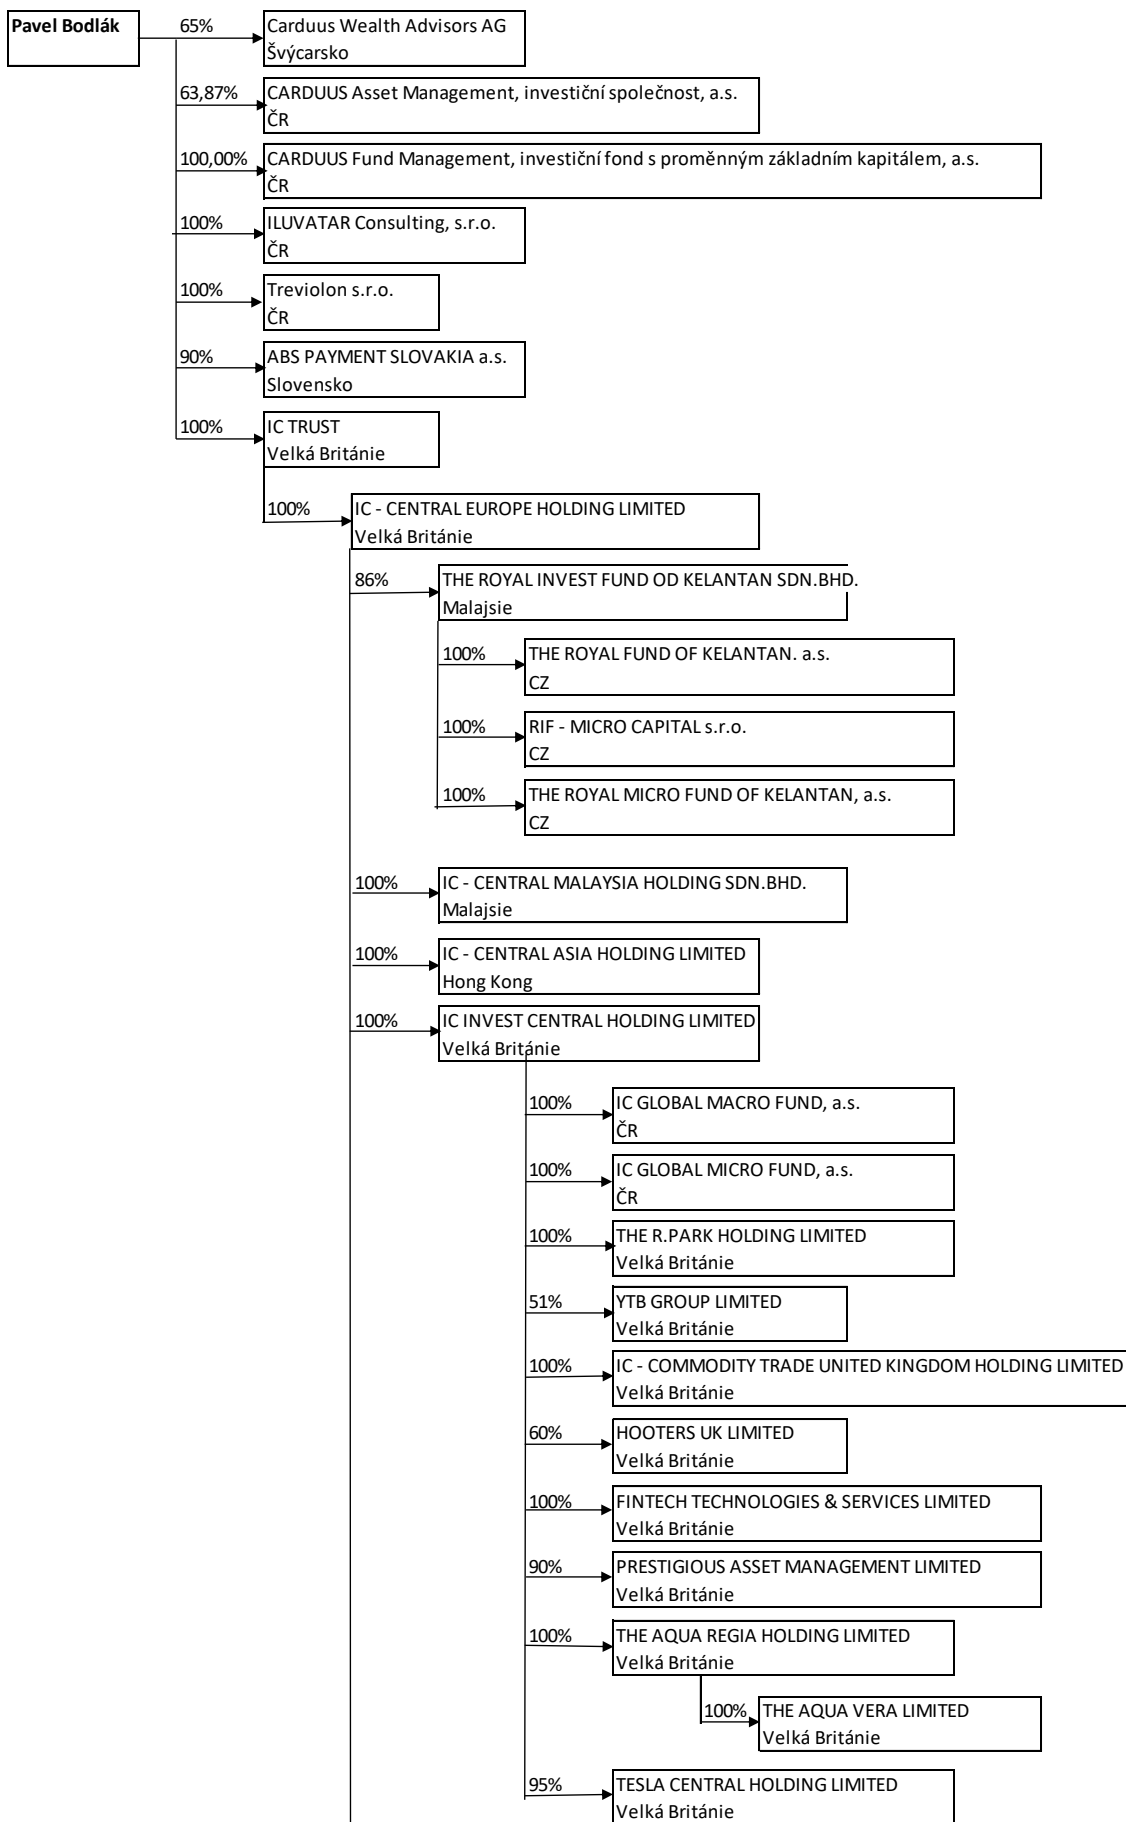 Pavel Bodlák
65%
Carduus Wealth Advisors AG
Švýcarsko
63,87%
CARDUUS Asset Management, investiční společnost, a.s.
ČR
100,00%
CARDUUS Fund Management, investiční fond s proměnným základním kapitálem, a.s.
ČR
100%
ILUVATAR Consulting, s.r.o.
ČR
100%
Treviolon s.r.o.
ČR
90%
ABS PAYMENT SLOVAKIA a.s.
Slovensko
100%
IC TRUST
Velká Británie
100%
IC - CENTRAL EUROPE HOLDING LIMITED
Velká Británie
86%
THE ROYAL INVEST FUND OD KELANTAN SDN.BHD.
Malajsie
100%
THE ROYAL FUND OF KELANTAN. a.s.
CZ
100%
RIF - MICRO CAPITAL s.r.o.
CZ
100%
THE ROYAL MICRO FUND OF KELANTAN, a.s.
CZ
100%
IC - CENTRAL MALAYSIA HOLDING SDN.BHD.
Malajsie
100%
IC - CENTRAL ASIA HOLDING LIMITED
Hong Kong
100%
IC INVEST CENTRAL HOLDING LIMITED
Velká Británie
100%
IC GLOBAL MACRO FUND, a.s.
ČR
100%
IC GLOBAL MICRO FUND, a.s.
ČR
100%
THE R.PARK HOLDING LIMITED
Velká Británie
51%
YTB GROUP LIMITED
Velká Británie
100%
IC - COMMODITY TRADE UNITED KINGDOM HOLDING LIMITED
Velká Británie
60%
HOOTERS UK LIMITED
Velká Británie
100%
FINTECH TECHNOLOGIES & SERVICES LIMITED
Velká Británie
90%
PRESTIGIOUS ASSET MANAGEMENT LIMITED
Velká Británie
100%
THE AQUA REGIA HOLDING LIMITED
Velká Británie
100%
THE AQUA VERA LIMITED
Velká Británie
95%
TESLA CENTRAL HOLDING LIMITED
Velká Británie